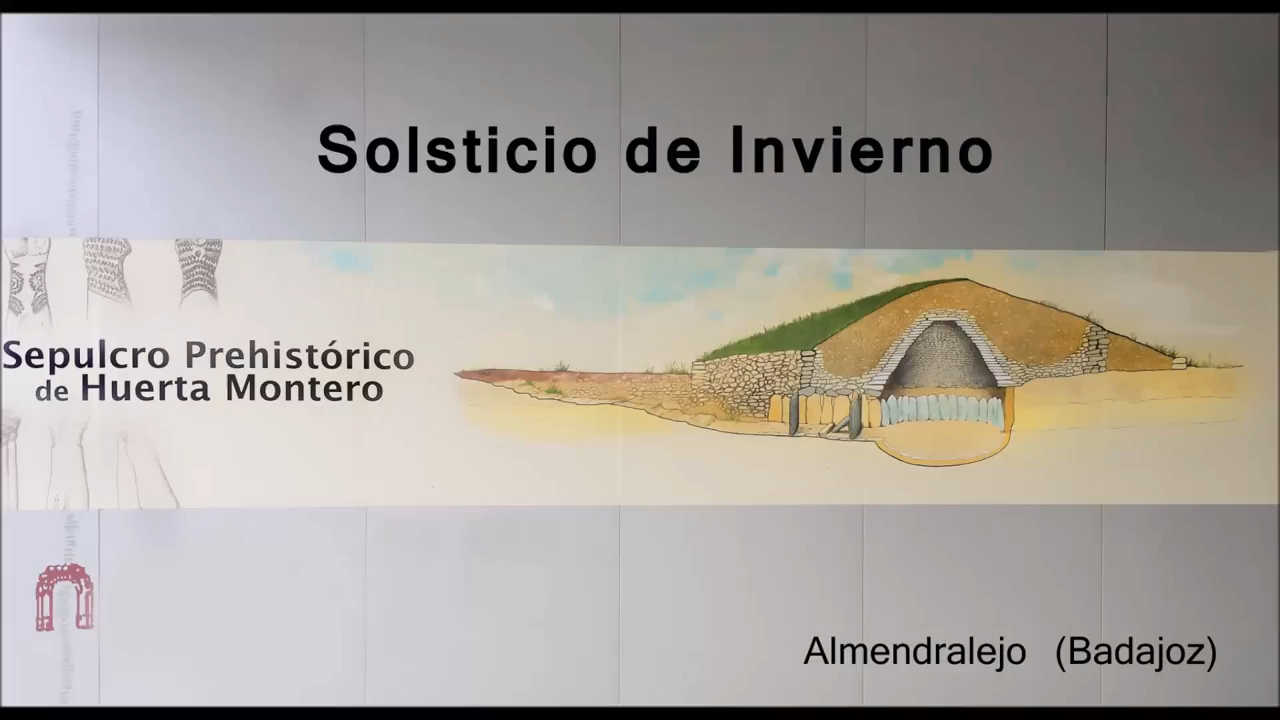 Solsticio de Invierno
Sepulcro Prehistórico
de Huerta Montero
Almendralejo (Badajoz)